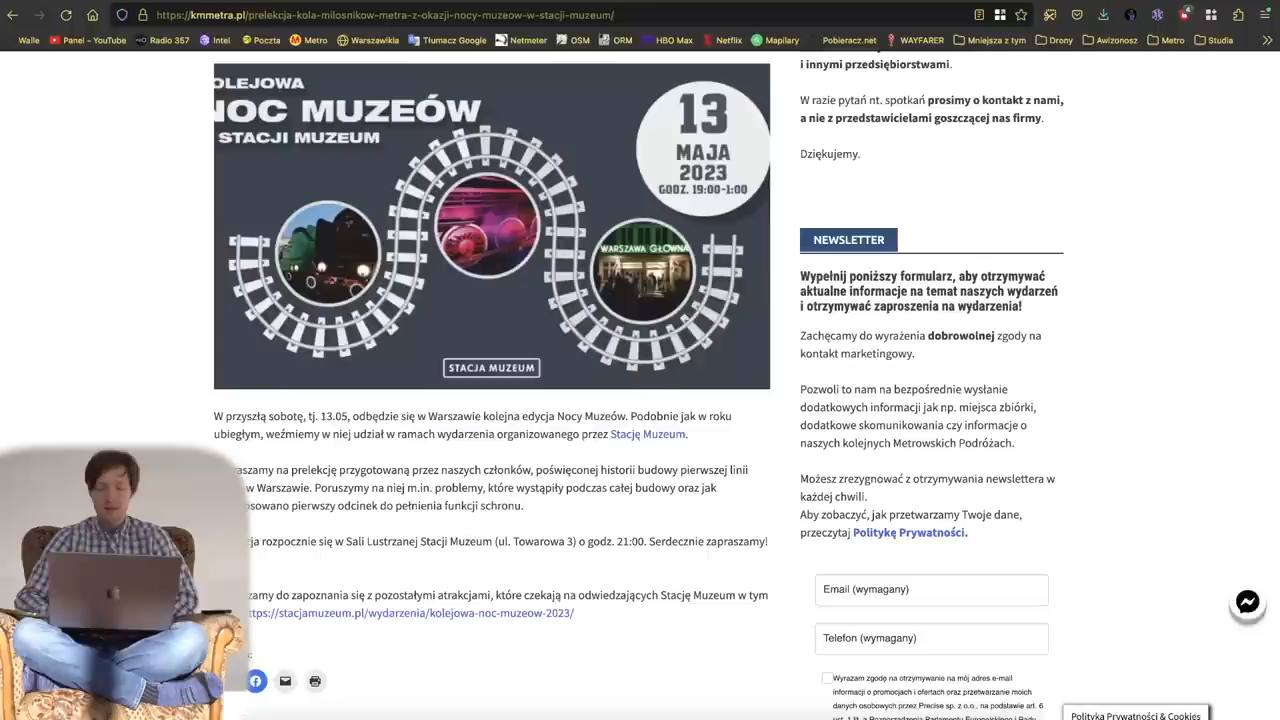 https://kmmetra.pl/prelekcja-kola-milosnikow-metra-z-okazji-nocy-muzeow-w-stacji-muzeum/
Walle
Panel - YouTube
Radio 357
Intel
Poczta
Metro
Warszawikia
Tłumacz Google
Netmeter
OSM
ORM
HBO Max
Netflix
Mapilary
Pobieracz.net
WAYFARER
Mniejsza z tym
Drony
Awizonosz
Metro
Studia
OLEJOWA
NOC MUZEÓW
STACJI MUZEUM
13
MAJA
2023
GODZ. 19:00-1:00
WARSZAWA GŁÓWNA
STACJA MUZEUM
W przyszłą sobotę, tj. 13.05, odbędzie się w Warszawie kolejna edycja Nocy Muzeów. Podobnie jak w roku
ubiegłym, weźmiemy w niej udział w ramach wydarzenia organizowanego przez Stację Muzeum.
aszamy na prelekcję przygotowaną przez naszych członków, poświęconej historii budowy pierwszej linii
w Warszawie. Poruszymy na niej m.in. problemy, które wystąpiły podczas całej budowy oraz jak
osowano pierwszy odcinek do pełnienia funkcji schronu.
ja rozpocznie się w Sali Lustrzanej Stacji Muzeum (ul. Towarowa 3) o godz. 21:00. Serdecznie zapraszamy!
zamy do zapoznania się z pozostałymi atrakcjami, które czekają na odwiedzających Stację Muzeum w tym
ttps://stacjamuzeum.pl/wydarzenia/kolejowa-noc-muzeow-2023/
i innymi przedsiębiorstwami.
W razie pytań nt. spotkań prosimy o kontakt z nami,
a nie z przedstawicielami goszczącej nas firmy.
Dziękujemy.
NEWSLETTER
Wypełnij poniższy formularz, aby otrzymywać
aktualne informacje na temat naszych wydarzeń
i otrzymywać zaproszenia na wydarzenia!
Zachęcamy do wyrażenia dobrowolnej zgody na
kontakt marketingowy.
Pozwoli to nam na bezpośrednie wysłanie
dodatkowych informacji jak np. miejsca zbiórki,
dodatkowe skomunikowania czy informacje o
naszych kolejnych Metrowskich Podróżach.
Możesz zrezygnować z otrzymywania newslettera w
każdej chwili.
Aby zobaczyć, jak przetwarzamy Twoje dane,
przeczytaj Politykę Prywatności.
Email (wymagany)
Telefon (wymagany)
Wyrażam zgodę na otrzymywanie na mój adres e-mail
informacji o promocjach i ofertach oraz przetwarzanie moich
danych osobowych przez Precise sp. z o.o., na podstawie art. 6
ust. 1 lit. a Rozporządzenia Parlamentu Europejskiego i Rady
Polityka Prywatności & Cookies